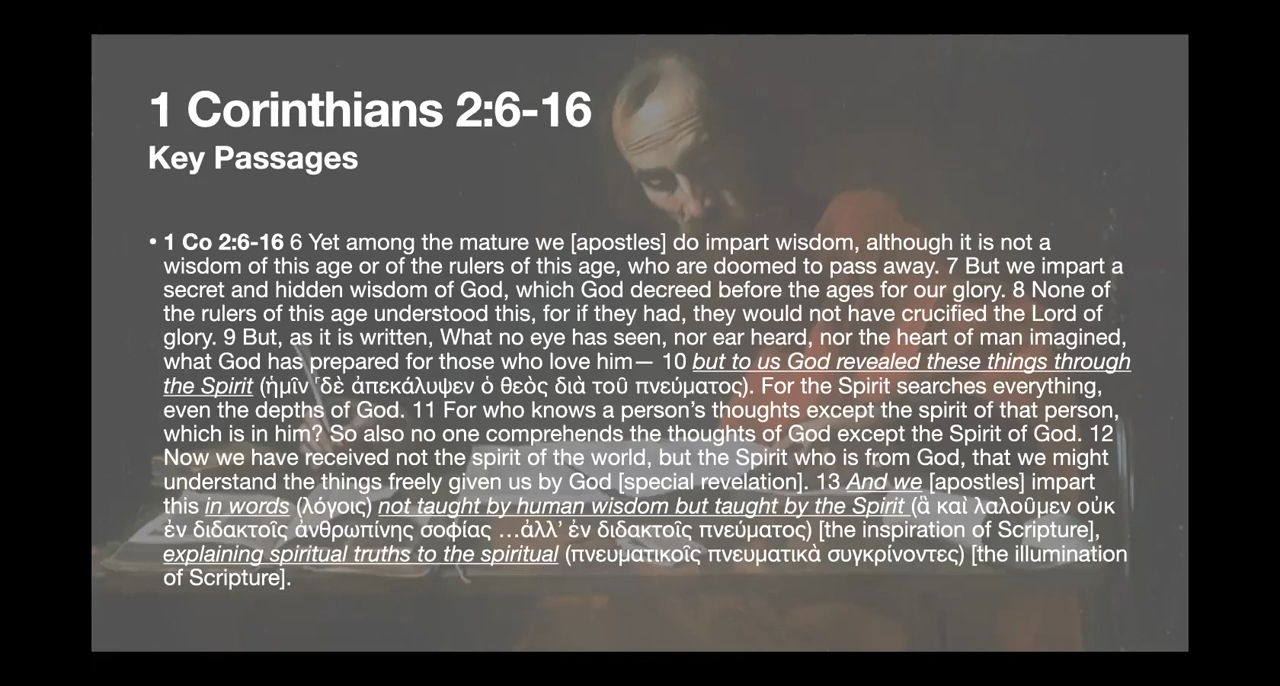 1 Corinthians 2:6-16
Key Passages
• 1 Co 2:6-16 6 Yet among the mature we [apostles] do impart wisdom, although it is not a
wisdom of this age or of the rulers of this age, who are doomed to pass away. 7 But we impart a
secret and hidden wisdom of God, which God decreed before the ages for our glory. 8 None of
the rulers of this age understood this, for if they had, they would not have crucified the Lord of
glory. 9 But, as it is written, What no eye has seen, nor ear heard, nor the heart of man imagined,
what God has prepared for those who love him— 10 but to us God revealed these things through
the Spirit (ἡμῖν ⸀δὲ ἀπεκάλυψεν ὁ θεὸς διὰ τοῦ πνεύματος). For the Spirit searches everything,
even the depths of God. 11 For who knows a person’s thoughts except the spirit of that person,
which is in him? So also no one comprehends the thoughts of God except the Spirit of God. 12
Now we have received not the spirit of the world, but the Spirit who is from God, that we might
understand the things freely given us by God [special revelation]. 13 And we [apostles] impart
this in words (λόγοις) not taught by human wisdom but taught by the Spirit (ἃ καὶ λαλοῦμεν οὐκ
ἐν διδακτοῖς ἀνθρωπίνης σοφίας …ἀλλ’ ἐν διδακτοῖς πνεύματος) [the inspiration of Scripture],
explaining spiritual truths to the spiritual (πνευματικοῖς πνευματικὰ συγκρίνοντες) [the illumination
of Scripture].